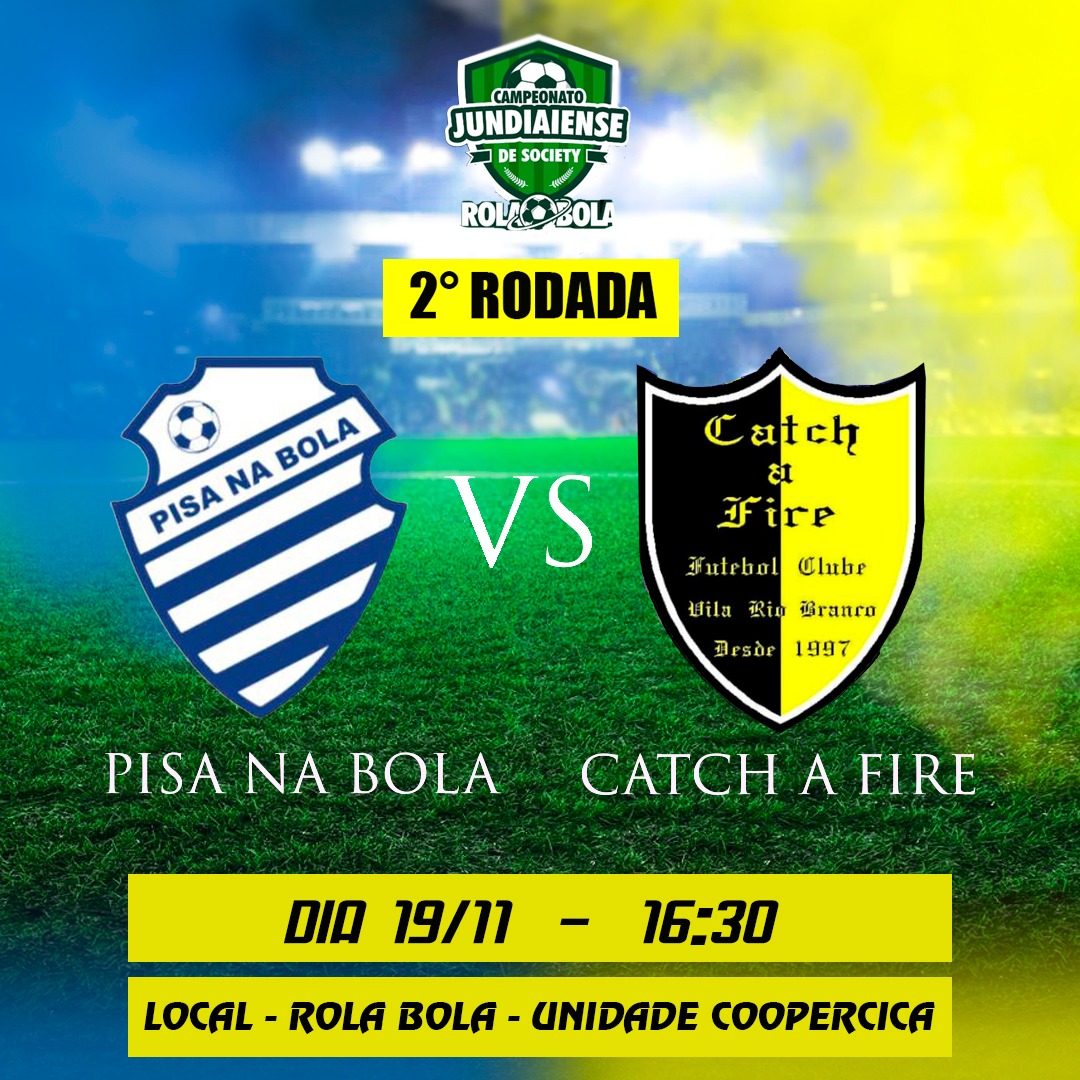 CAMPEONATO
JUNDIAIENSE
DE SOCIETY
ROLA BOLA
2° RODADA
PISA NA BOLA
VS
Catch
a
Fire
Futebol Clube
Vila Rio Branco
Desde 1997
PISA NA BOLA
CATCH A FIRE
DIA 19/11 - 16:30
LOCAL - ROLA BOLA - UNIDADE COOPERCICA